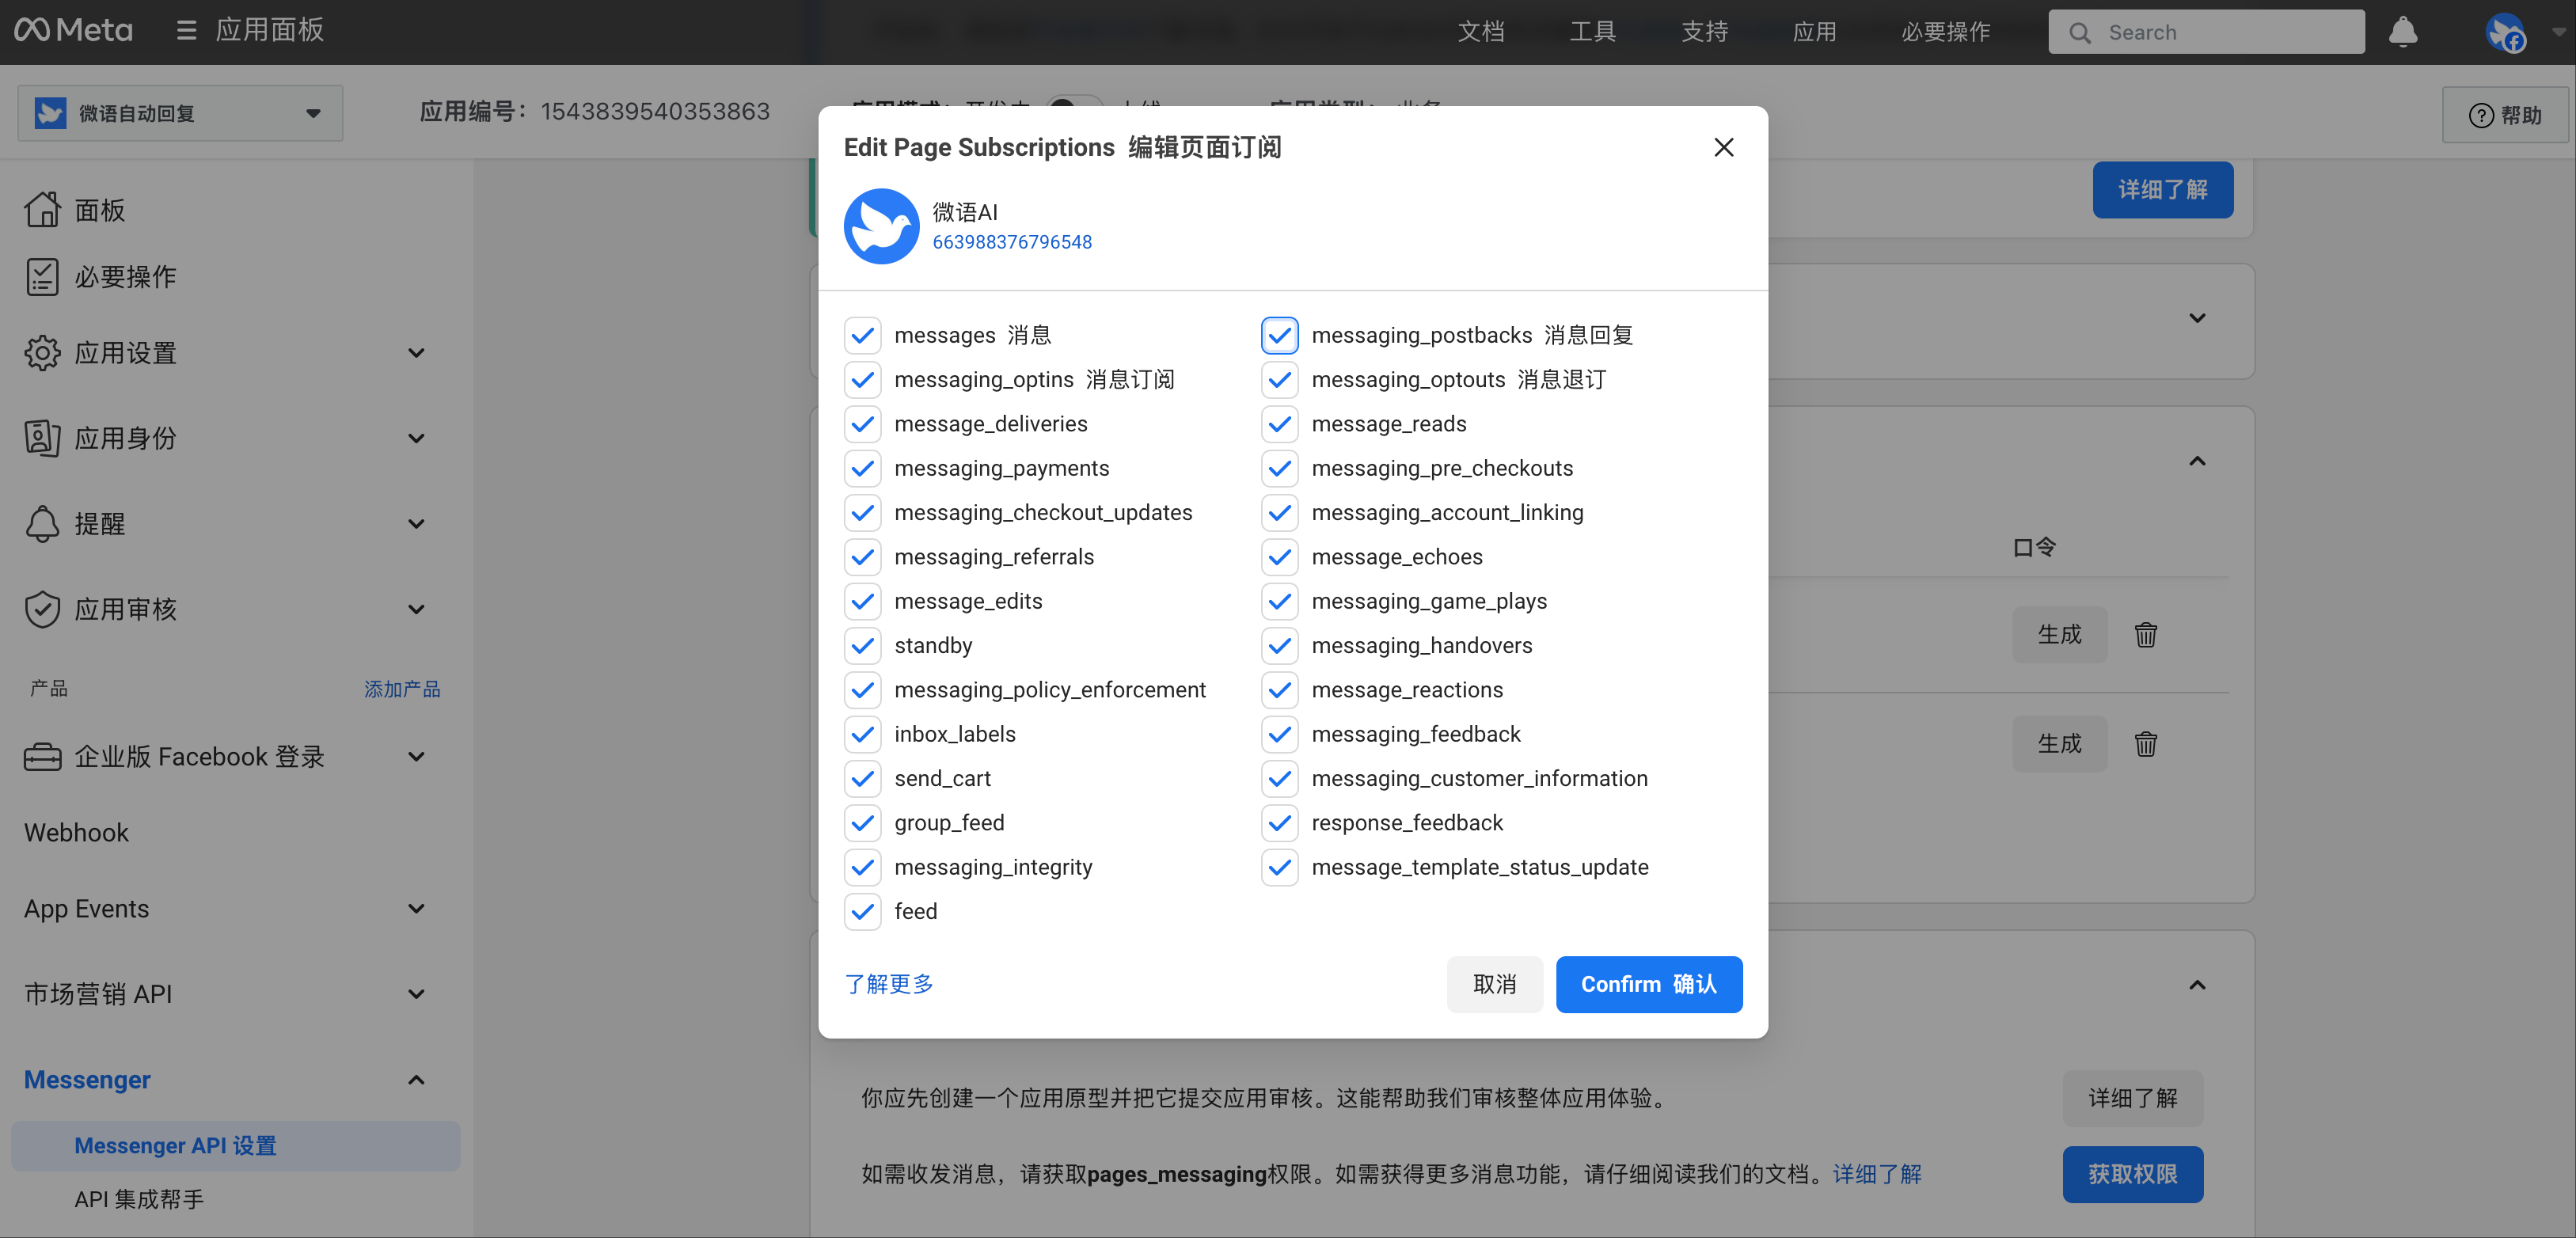 Meta
应用面板
文档
工具
支持
应用
必要操作
Search
微语自动回复
应用编号：1543839540353863
帮助
Edit Page Subscriptions 编辑页面订阅
微语AI
663988376796548
详细了解
面板
必要操作
应用设置
应用身份
提醒
应用审核
产品
添加产品
企业版 Facebook 登录
Webhook
App Events
市场营销 API
Messenger
Messenger API 设置
API 集成帮手
messages 消息
messaging_postbacks 消息回复
messaging_optins 消息订阅
messaging_optouts 消息退订
message_deliveries
message_reads
messaging_payments
messaging_pre_checkouts
messaging_checkout_updates
messaging_account_linking
messaging_referrals
message_echoes
message_edits
messaging_game_plays
standby
messaging_handovers
messaging_policy_enforcement
message_reactions
inbox_labels
messaging_feedback
send_cart
messaging_customer_information
group_feed
response_feedback
messaging_integrity
message_template_status_update
feed
了解更多
取消
Confirm 确认
口令
生成
生成
你应先创建一个应用原型并把它提交应用审核。这能帮助我们审核整体应用体验。
详细了解
如需收发消息，请获取pages_messaging权限。如需获得更多消息功能，请仔细阅读我们的文档。详细了解
获取权限